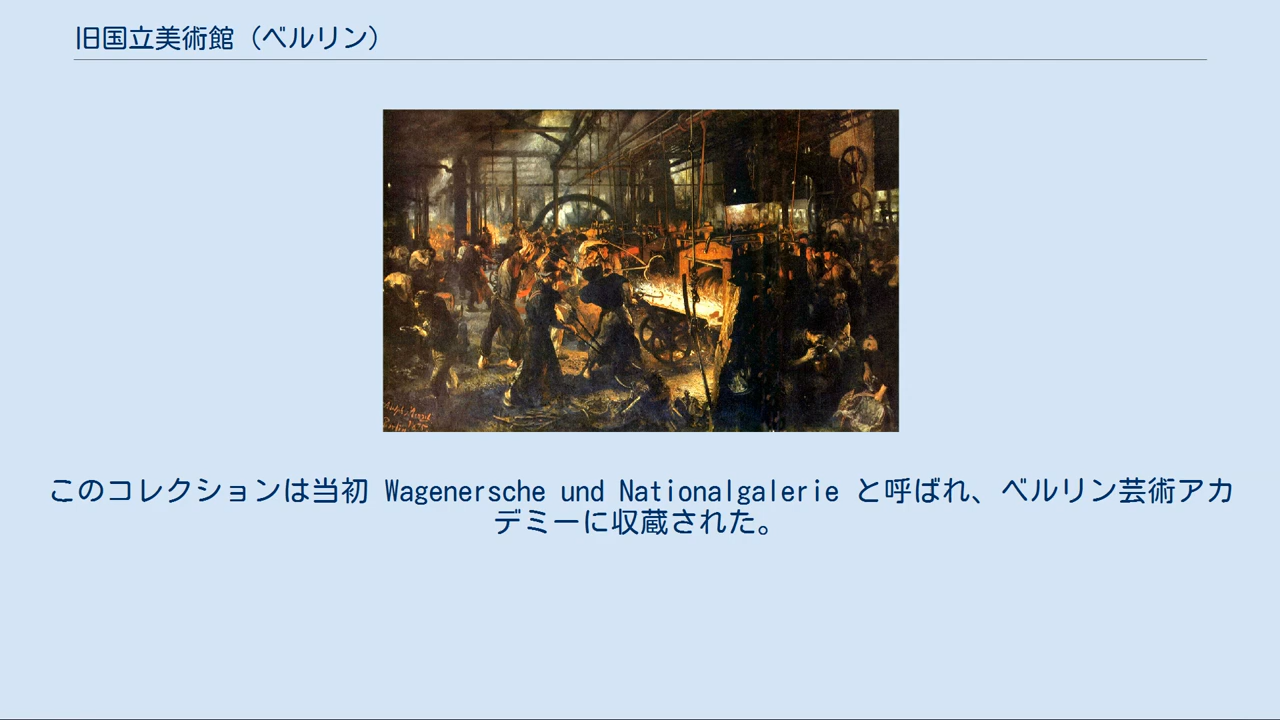 旧国立美術館（ベルリン）
このコレクションは当初 Wagenersche und Nationalgalerie と呼ばれ、ベルリン芸術アカ
デミーに収蔵された。